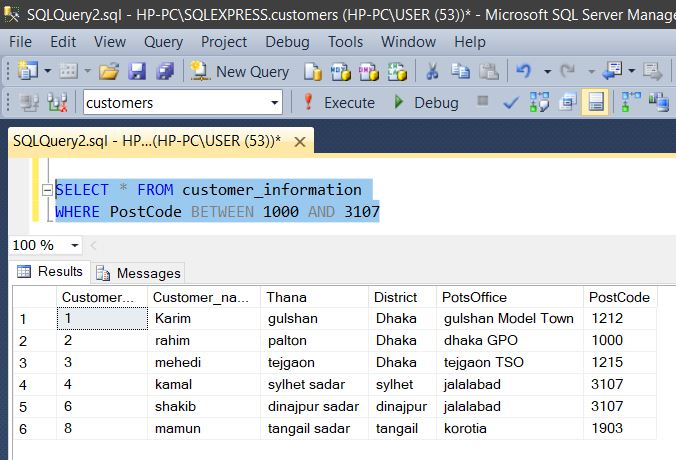 SQLQuery2.sql - HP-PC\SQLEXPRESS.customers (HP-PC\USER (53))* - Microsoft SQL Server Manage
File Edit View Query Project Debug Tools Window Help
New Query
customers Execute Debug
SQLQuery2.sql - HP...(HP-PC\USER (53))*
SELECT * FROM customer_information
WHERE PostCode BETWEEN 1000 AND 3107
100 %
Results Messages
Customer... Customer_na... Thana District PotsOffice PostCode
1 1 Karim gulshan Dhaka gulshan Model Town 1212
2 2 rahim palton Dhaka dhaka GPO 1000
3 3 mehedi tejgaon Dhaka tejgaon TSO 1215
4 4 kamal sylhet sadar sylhet jalalabad 3107
5 6 shakib dinajpur sadar dinajpur jalalabad 3107
6 8 mamun tangail sadar tangail korotia 1903